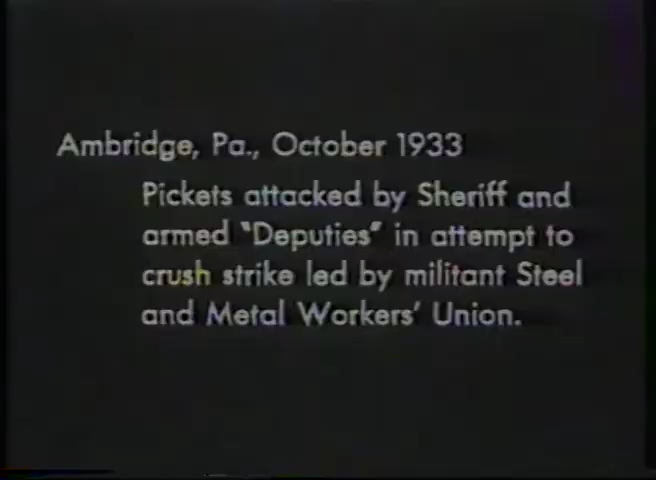 Ambridge, Pa., October 1933
Pickets attacked by Sheriff and
armed "Deputies" in attempt to
crush strike led by militant Steel
and Metal Workers' Union.